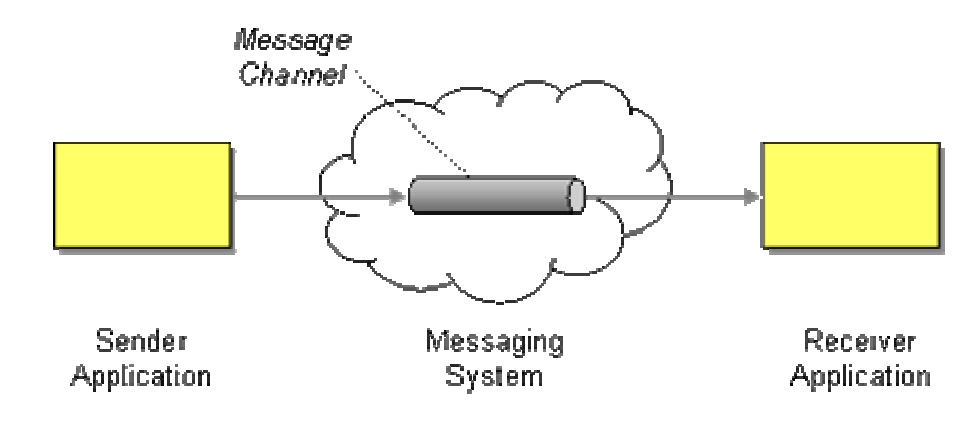 Message
Channel
Sender
Application
Messaging
System
Receiver
Application